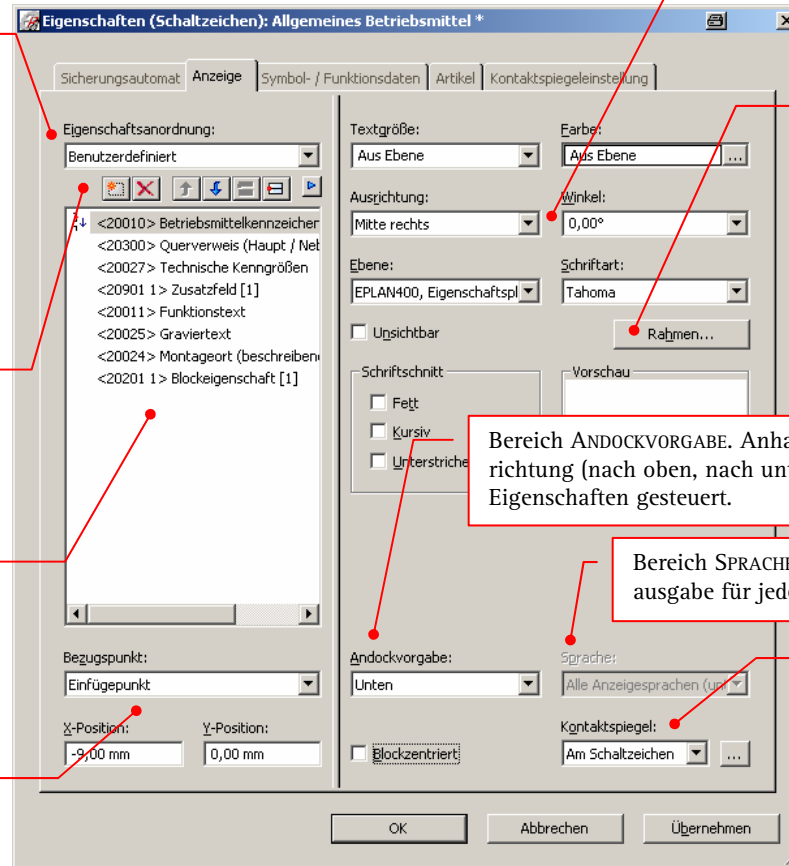 Eigenschaften (Schaltzeichen): Allgemeines Betriebsmittel *
Sicherungsautomat Anzeige Symbol- / Funktionsdaten Artikel Kontaktspiegeleinstellung
Eigenschaftsanordnung:
Benutzerdefiniert
<20010> Betriebsmittelkennzeicher
<20300> Querverweis (Haupt / Neb
<20027> Technische Kenngrößen
<20901 1> Zusatzfeld [1]
<20011> Funktionstext
<20025> Graviertext
<20024> Montageort (beschreiben
<20201 1> Blockeigenschaft [1]
Bezugspunkt:
Einfügepunkt
X-Position: Y-Position:
-9,00 mm 0,00 mm
Textgröße: Farbe:
Aus Ebene Aus Ebene ...
Ausrichtung: Winkel:
Mitte rechts 0,00°
Ebene: Schriftart:
EPLAN400, Eigenschaftspl Tahoma
Unsichtbar Rahmen...
Schriftschnitt Vorschau
Fett
Kursiv
Unterstriche
Bereich ANDOCKVORGABE. Anha
richtung (nach oben, nach unt
Eigenschaften gesteuert.
Bereich SPRACHE
ausgabe für jede
Andockvorgabe: Sprache:
Unten Alle Anzeigesprachen (un
Kontaktspiegel:
Blockzentriert Am Schaltzeichen ...
OK Abbrechen Übernehmen